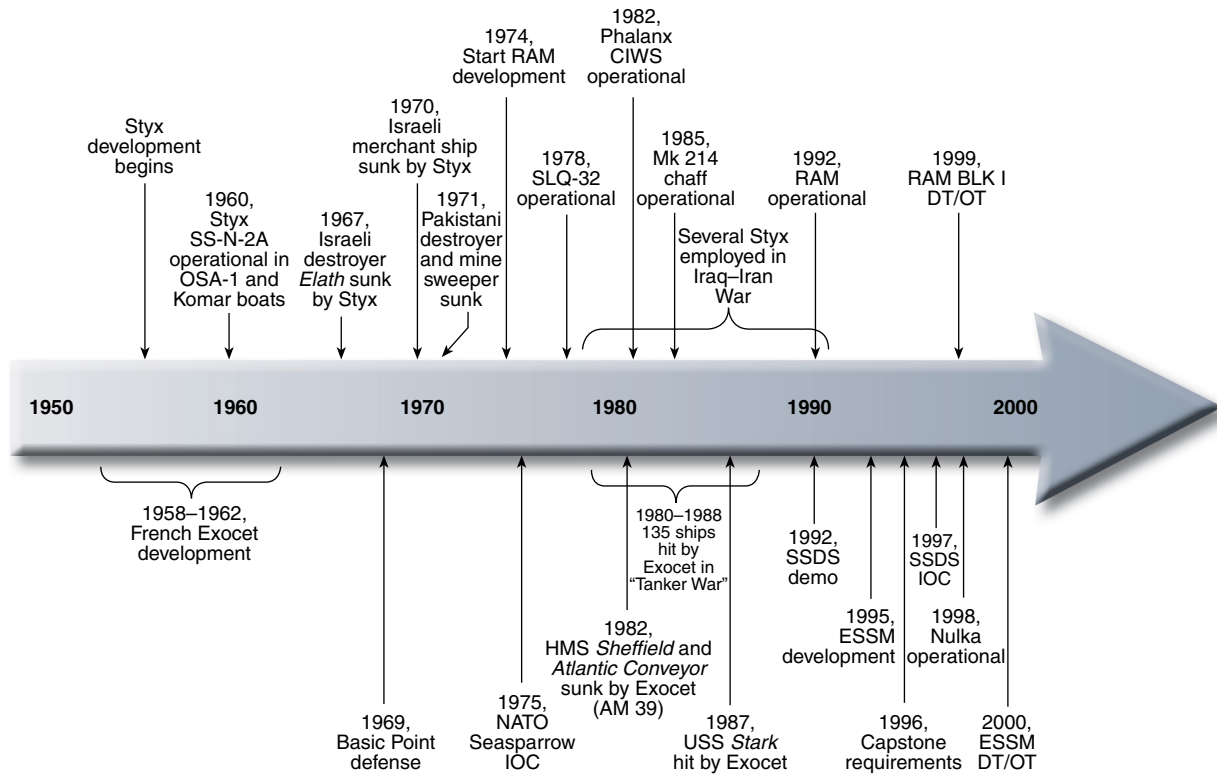 Styx
development
begins
1960,
Styx
SS-N-2A
operational in
OSA-1 and
Komar boats
1967,
Israeli
destroyer
Elath sunk
by Styx
1970,
Israeli
merchant ship
sunk by Styx
1971,
Pakistani
destroyer
and mine
sweeper
sunk
1974,
Start RAM
development
1978,
SLQ-32
operational
1982,
Phalanx
CIWS
operational
1985,
Mk 214
chaff
operational
Several Styx
employed in
Iraq–Iran
War
1992,
RAM
operational
1999,
RAM BLK I
DT/OT
1950 1960 1970 1980 1990 2000
1958–1962,
French Exocet
development
1969,
Basic Point
defense
1975,
NATO
Seasparrow
IOC
1980–1988
135 ships
hit by
Exocet in
“Tanker War”
1982,
HMS Sheffield and
Atlantic Conveyor
sunk by Exocet
(AM 39)
1987,
USS Stark
hit by Exocet
1992,
SSDS
demo
1995,
ESSM
development
1996,
Capstone
requirements
1997,
SSDS
IOC
1998,
Nulka
operational
2000,
ESSM
DT/OT